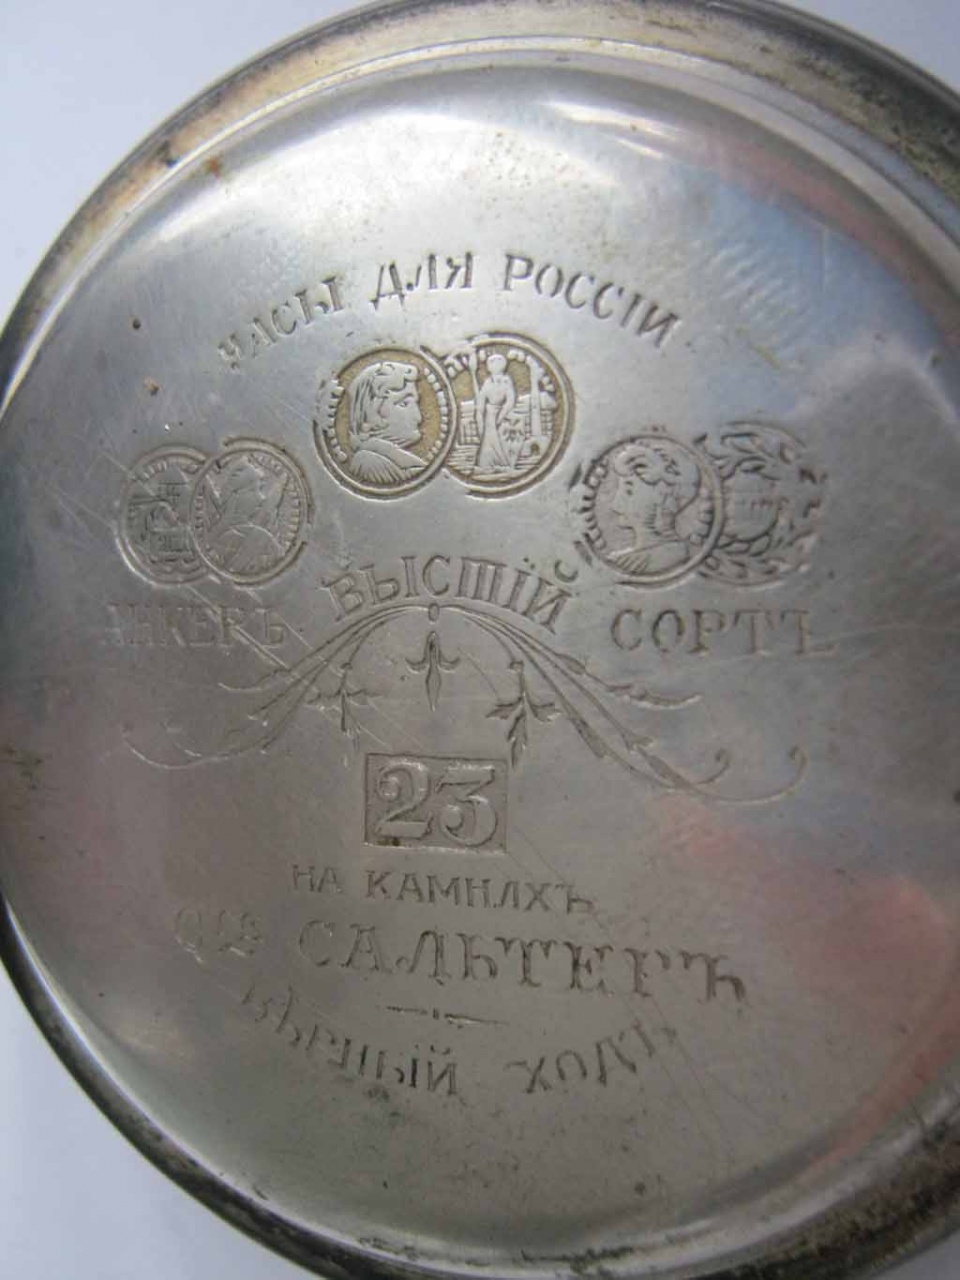 ЧАСЫ ДЛЯ РОССІИ
АНКЕРЪ ВЫСШІЙ СОРТЪ
23
НА КАМНЯХЪ
САЛЬТЕРЪ
ВѢРНЫЙ ХОДЪ